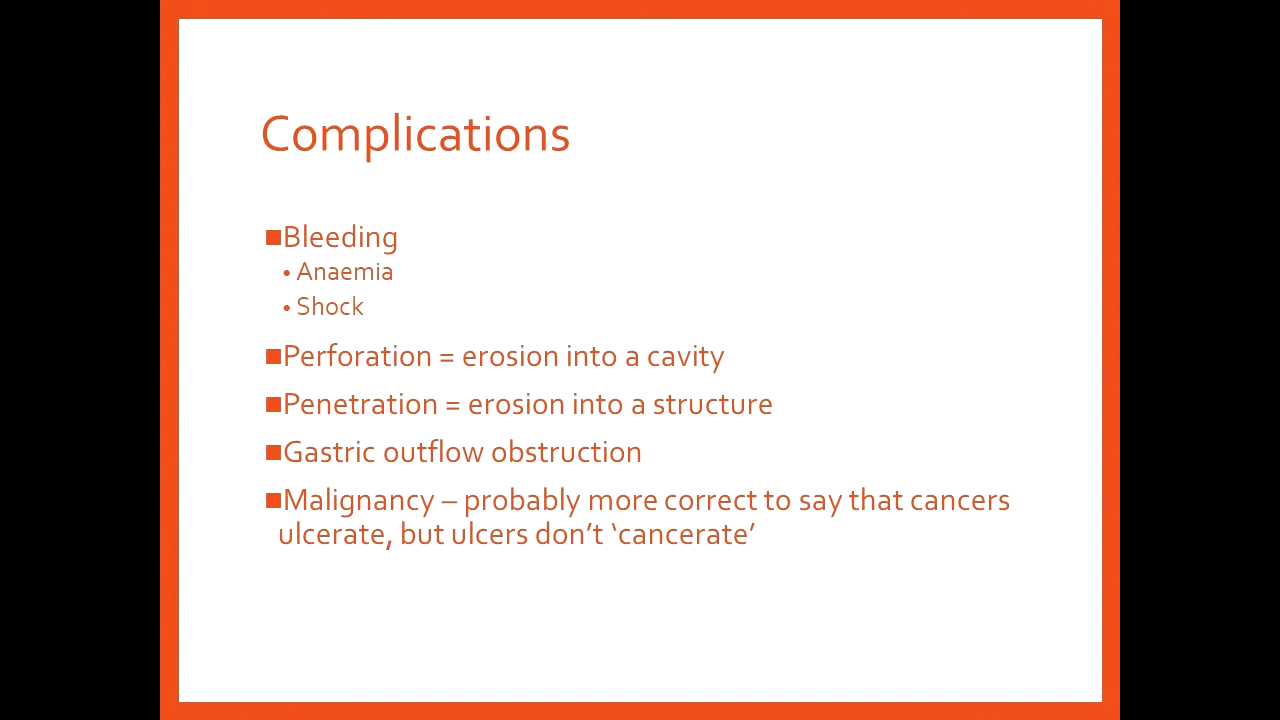 Complications
■Bleeding
• Anaemia
• Shock
■Perforation = erosion into a cavity
■Penetration = erosion into a structure
■Gastric outflow obstruction
■Malignancy – probably more correct to say that cancers
ulcerate, but ulcers don’t ‘cancerate’